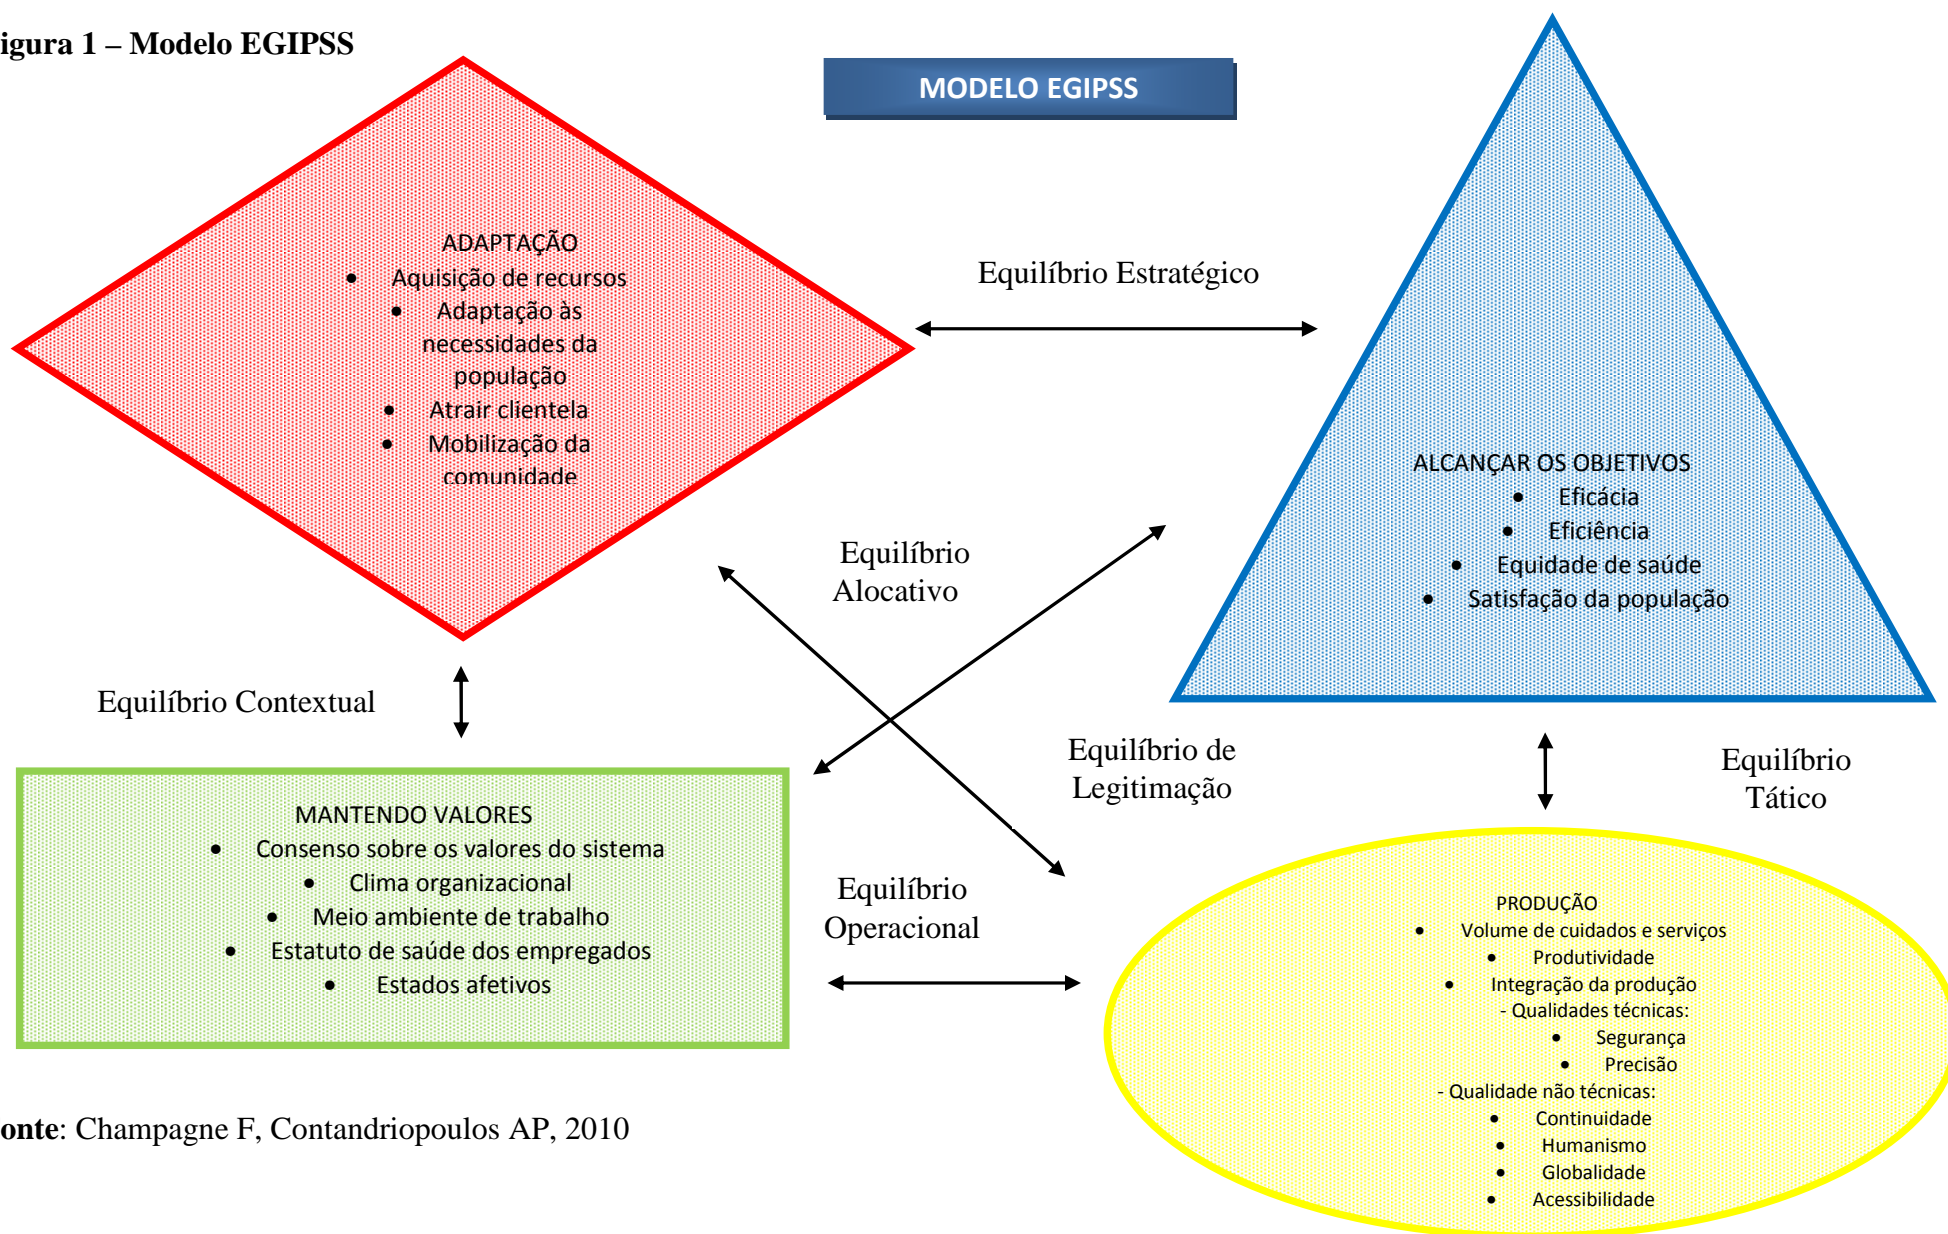 igura 1 – Modelo EGIPSS
MODELO EGIPSS
ADAPTAÇÃO
• Aquisição de recursos
• Adaptação às
necessidades da
população
• Atrair clientela
• Mobilização da
comunidade
Equilíbrio Estratégico
ALCANÇAR OS OBJETIVOS
• Eficácia
• Eficiência
• Equidade de saúde
• Satisfação da população
Equilíbrio
Alocativo
Equilíbrio Contextual
Equilíbrio de
Legitimação
Equilíbrio
Tático
MANTENDO VALORES
• Consenso sobre os valores do sistema
• Clima organizacional
• Meio ambiente de trabalho
• Estatuto de saúde dos empregados
• Estados afetivos
Equilíbrio
Operacional
PRODUÇÃO
• Volume de cuidados e serviços
• Produtividade
• Integração da produção
- Qualidades técnicas:
• Segurança
• Precisão
- Qualidade não técnicas:
• Continuidade
• Humanismo
• Globalidade
• Acessibilidade
onte: Champagne F, Contandriopoulos AP, 2010